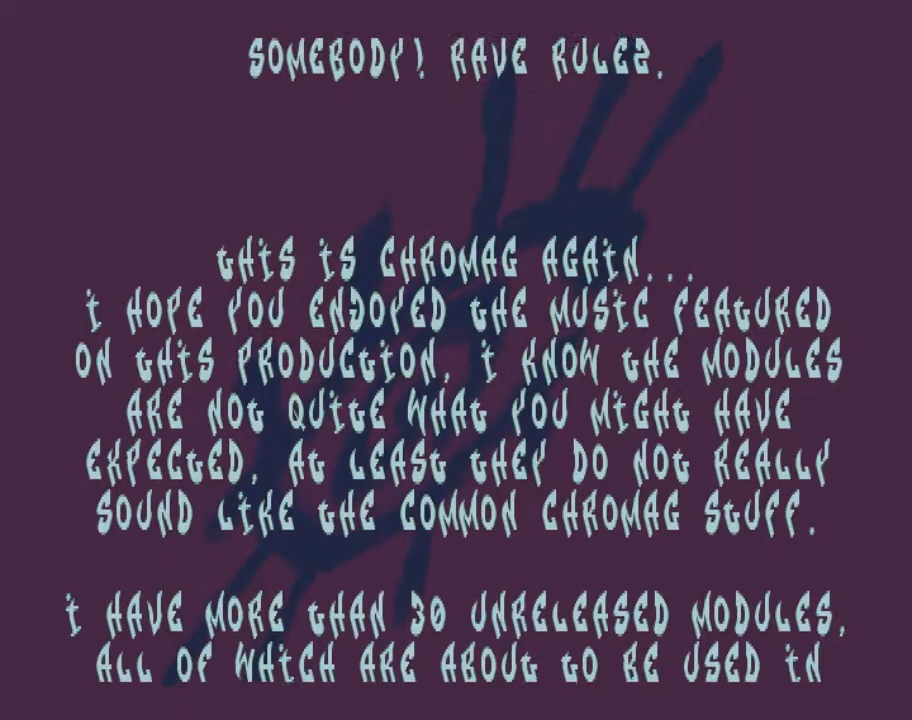 SOMEBODY! RAVE RULEZ.
THIS IS CHROMAG AGAIN...
I HOPE YOU ENJOYED THE MUSIC FEATURED
ON THIS PRODUCTION. I KNOW THE MODULES
ARE NOT QUITE WHAT YOU MIGHT HAVE
EXPECTED. AT LEAST THEY DO NOT REALLY
SOUND LIKE THE COMMON CHROMAG STUFF.
I HAVE MORE THAN 30 UNRELEASED MODULES,
ALL OF WHICH ARE ABOUT TO BE USED IN